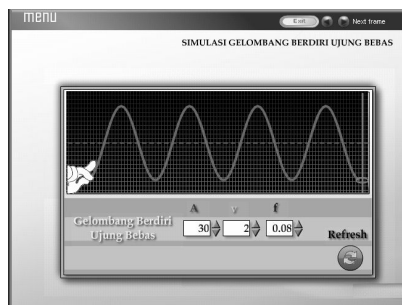 menu
Exit
Next frame
SIMULASI GELOMBANG BERDIRI UJUNG BEBAS
A v f
Gelombang Berdiri
Ujung Bebas
30 2 0.08
Refresh